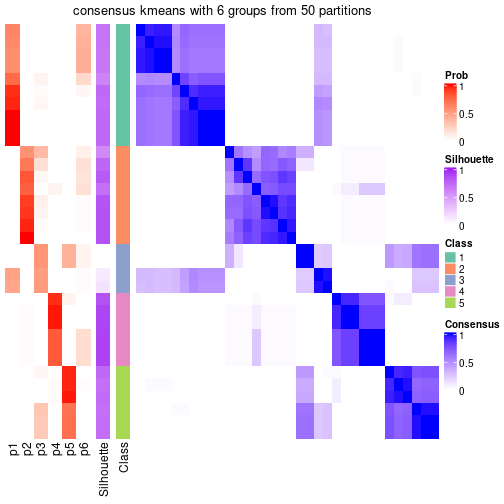 consensus kmeans with 6 groups from 50 partitions
Prob
1
0.5
0
Silhouette
1
0.5
0
Class
1
2
3
4
5
Consensus
1
0.5
0
p1
p2
p3
p4
p5
p6
Silhouette
Class